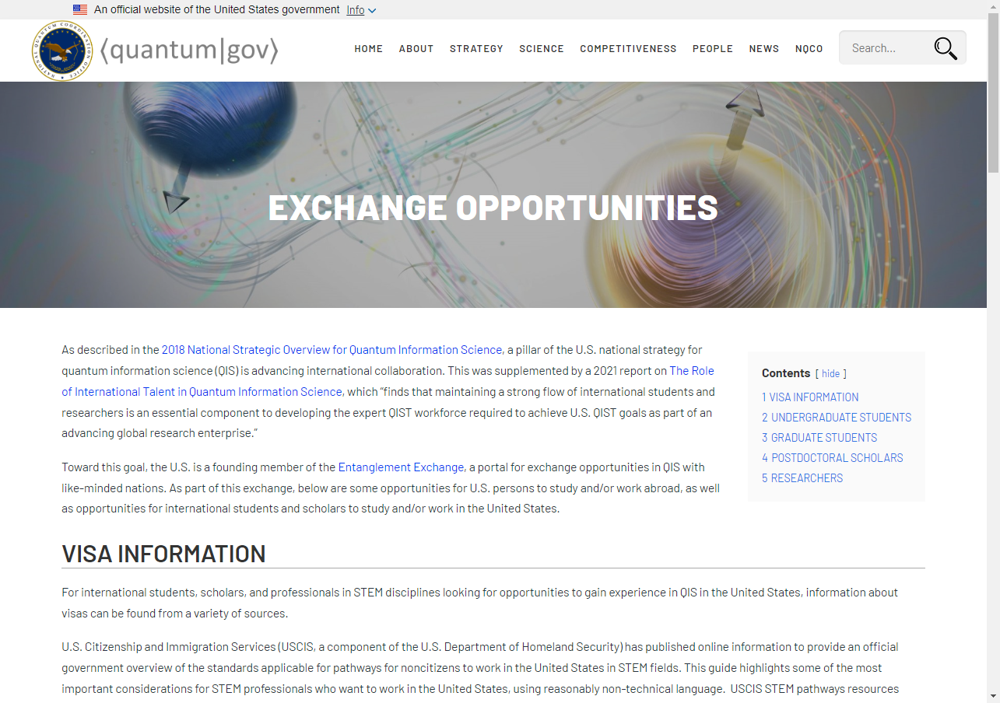 An official website of the United States government Info
NATIONAL QUANTUM COORDINATION OFFICE
⟨quantum|gov⟩
HOME ABOUT STRATEGY SCIENCE COMPETITIVENESS PEOPLE NEWS NQCO
Search...
EXCHANGE OPPORTUNITIES
As described in the 2018 National Strategic Overview for Quantum Information Science, a pillar of the U.S. national strategy for
quantum information science (QIS) is advancing international collaboration. This was supplemented by a 2021 report on The Role
of International Talent in Quantum Information Science, which “finds that maintaining a strong flow of international students and
researchers is an essential component to developing the expert QIST workforce required to achieve U.S. QIST goals as part of an
advancing global research enterprise.”
Toward this goal, the U.S. is a founding member of the Entanglement Exchange, a portal for exchange opportunities in QIS with
like-minded nations. As part of this exchange, below are some opportunities for U.S. persons to study and/or work abroad, as well
as opportunities for international students and scholars to study and/or work in the United States.
Contents [ hide ]
1 VISA INFORMATION
2 UNDERGRADUATE STUDENTS
3 GRADUATE STUDENTS
4 POSTDOCTORAL SCHOLARS
5 RESEARCHERS
VISA INFORMATION
For international students, scholars, and professionals in STEM disciplines looking for opportunities to gain experience in QIS in the United States, information about
visas can be found from a variety of sources.
U.S. Citizenship and Immigration Services (USCIS, a component of the U.S. Department of Homeland Security) has published online information to provide an official
government overview of the standards applicable for pathways for noncitizens to work in the United States in STEM fields. This guide highlights some of the most
important considerations for STEM professionals who want to work in the United States, using reasonably non-technical language.  USCIS STEM pathways resources